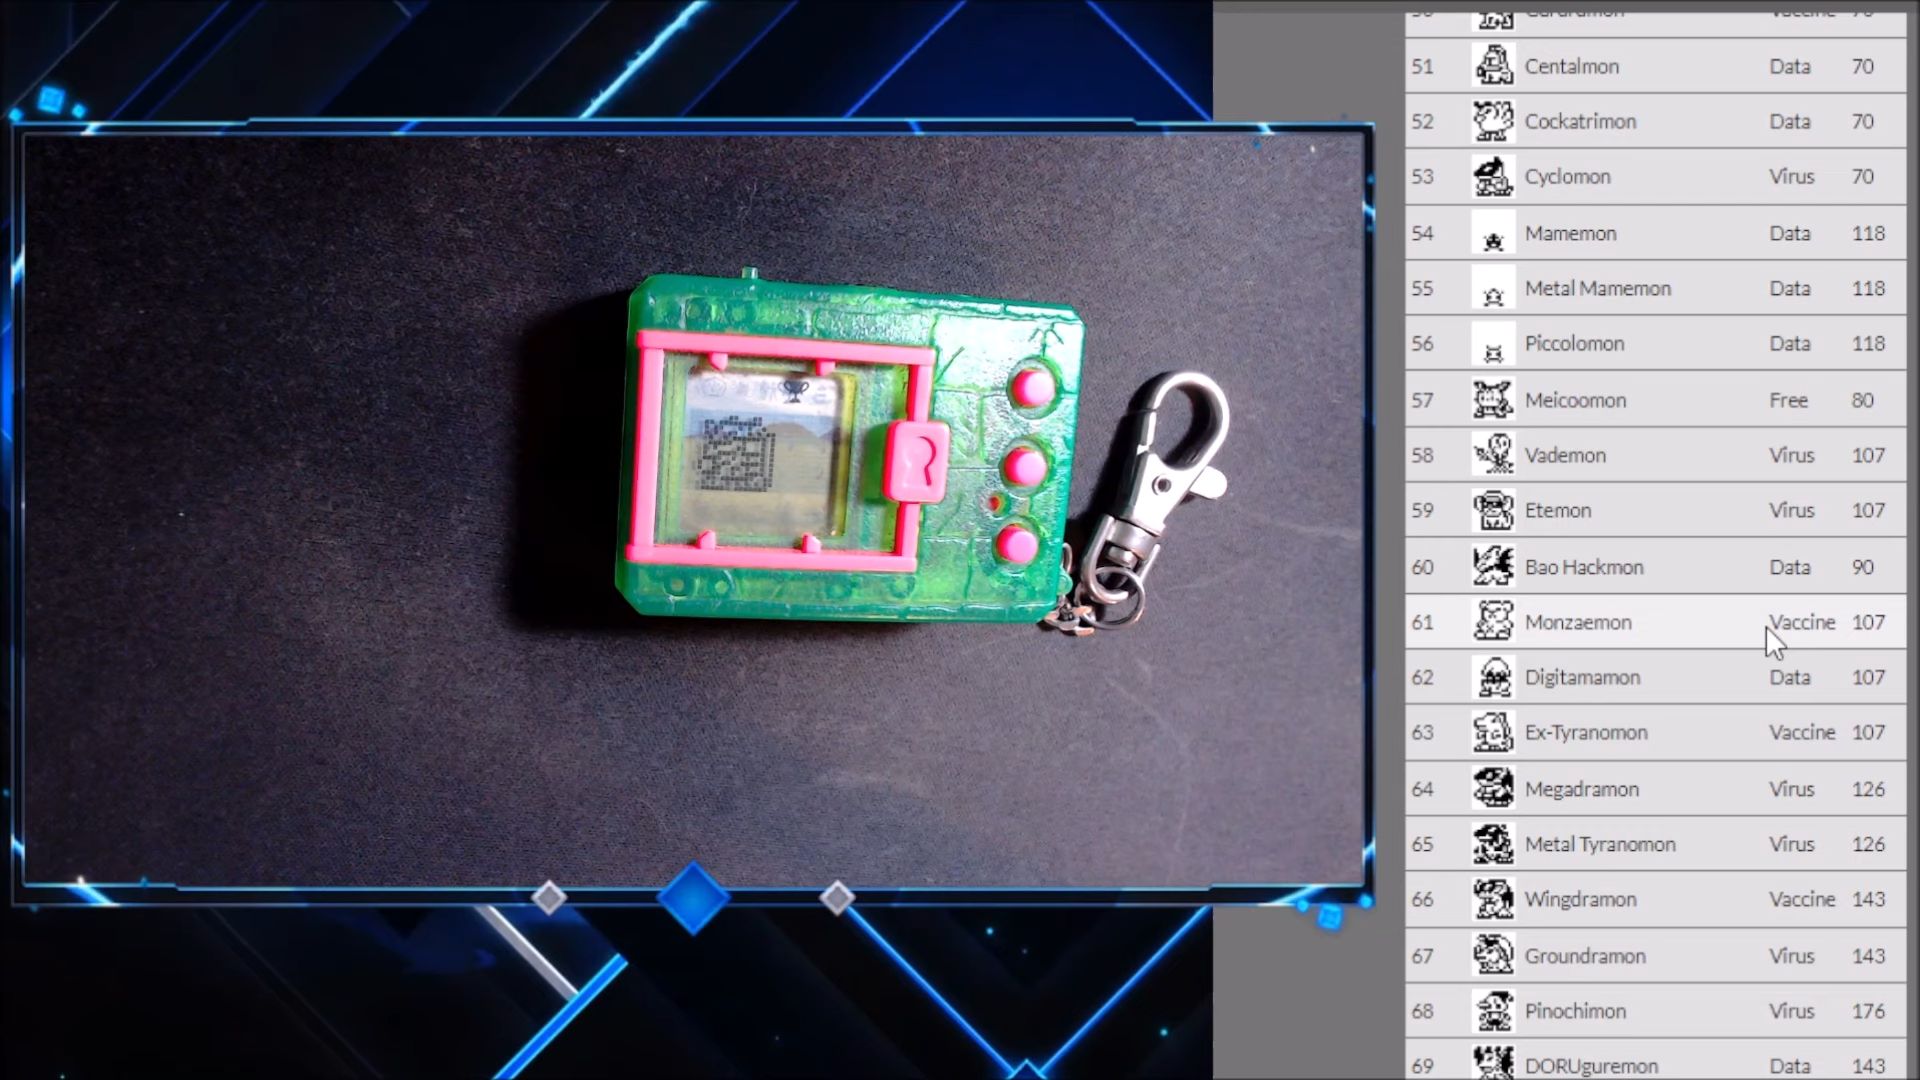 51 Centalmon Data 70
52 Cockatrimon Data 70
53 Cyclomon Virus 70
54 Mamemon Data 118
55 Metal Mamemon Data 118
56 Piccolomon Data 118
57 Meicoomon Free 80
58 Vademon Virus 107
59 Etemon Virus 107
60 Bao Hackmon Data 90
61 Monzaemon Vaccine 107
62 Digitamamon Data 107
63 Ex-Tyranomon Vaccine 107
64 Megadramon Virus 126
65 Metal Tyranomon Virus 126
66 Wingdramon Vaccine 143
67 Groundramon Virus 143
68 Pinochimon Virus 176
69 DORUguremon Data 143